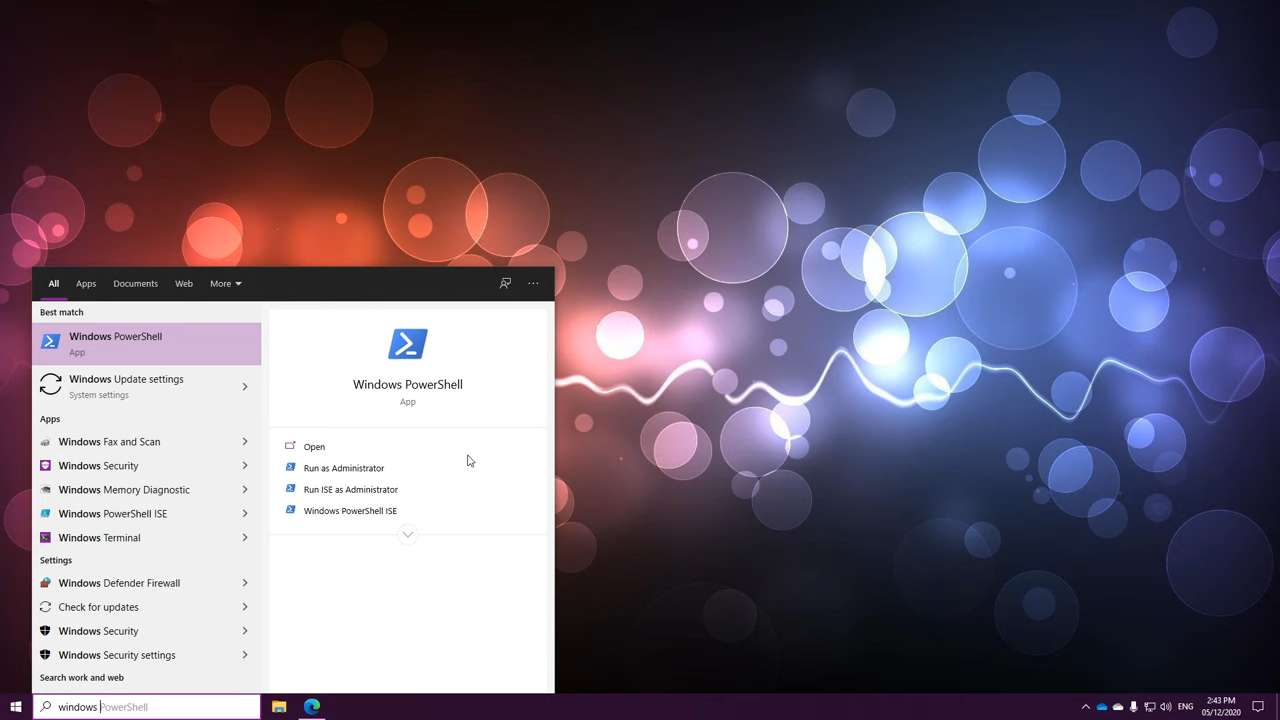 All
Apps
Documents
Web
More
Best match
Windows PowerShell
App
Windows Update settings
System settings
Apps
Windows Fax and Scan
Windows Security
Windows Memory Diagnostic
Windows PowerShell ISE
Windows Terminal
Settings
Windows Defender Firewall
Check for updates
Windows Security
Windows Security settings
Search work and web
Windows PowerShell
App
Open
Run as Administrator
Run ISE as Administrator
Windows PowerShell ISE
windows PowerShell
ENG
2:43 PM
05/12/2020